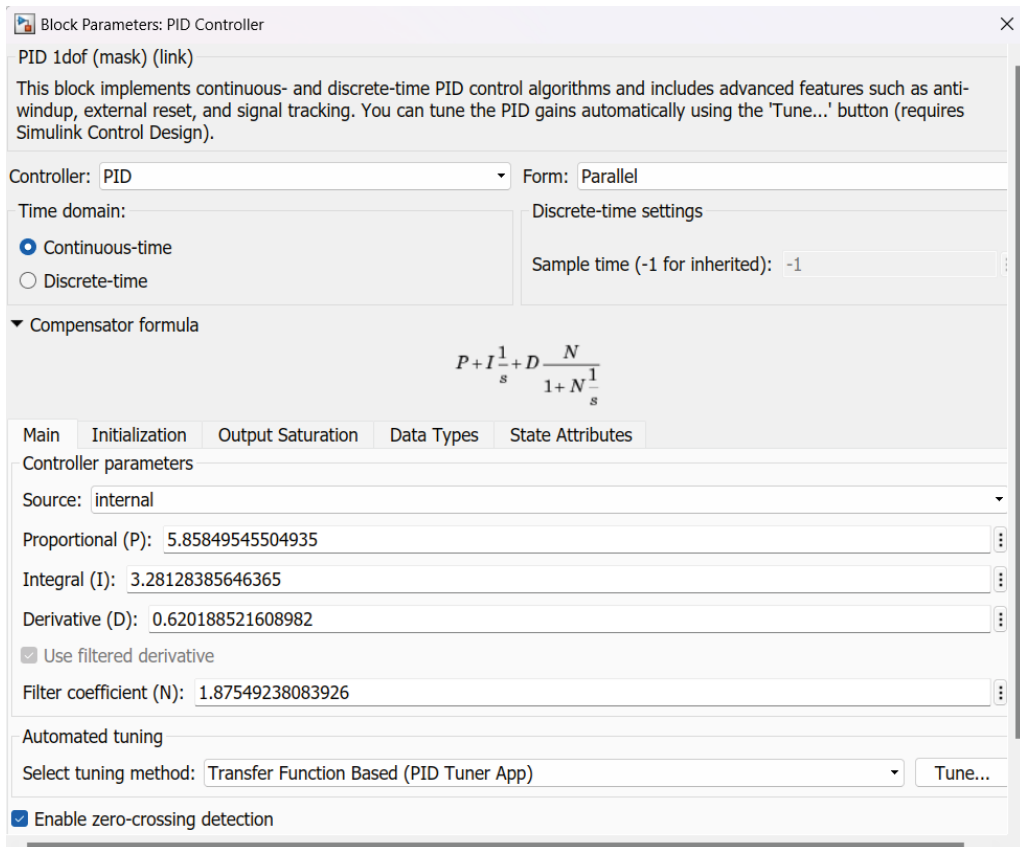 Block Parameters: PID Controller
PID 1dof (mask) (link)
This block implements continuous- and discrete-time PID control algorithms and includes advanced features such as anti-
windup, external reset, and signal tracking. You can tune the PID gains automatically using the 'Tune...' button (requires
Simulink Control Design).
Controller: PID Form: Parallel
Time domain:
Discrete-time settings
Continuous-time
Discrete-time
Sample time (-1 for inherited): -1
Compensator formula
P + I 1/s + D N/(1 + N 1/s)
Main Initialization Output Saturation Data Types State Attributes
Controller parameters
Source: internal
Proportional (P): 5.85849545504935
Integral (I): 3.28128385646365
Derivative (D): 0.620188521608982
Use filtered derivative
Filter coefficient (N): 1.87549238083926
Automated tuning
Select tuning method: Transfer Function Based (PID Tuner App) Tune...
Enable zero-crossing detection